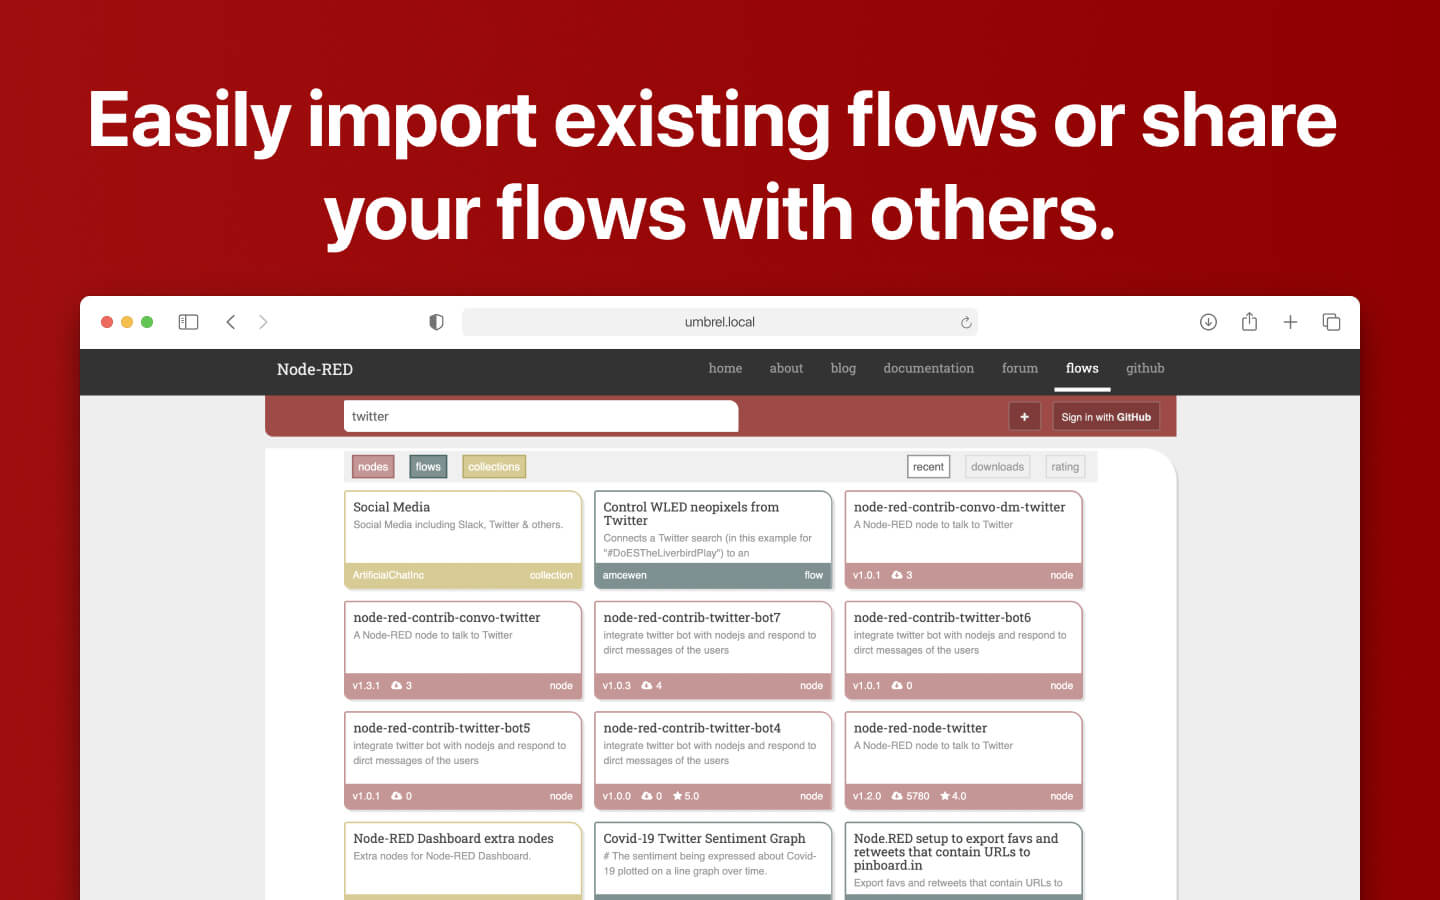 Easily import existing flows or share
your flows with others.
umbrel.local
Node-RED
home about blog documentation forum flows github
twitter
+ Sign in with GitHub
nodes flows collections recent downloads rating
Social Media
Social Media including Slack, Twitter & others.
ArtificialChatInc collection
Control WLED neopixels from
Twitter
Connects a Twitter search (in this example for
"#DoESTheLiverbirdPlay") to an
amcewen flow
node-red-contrib-convo-dm-twitter
A Node-RED node to talk to Twitter
v1.0.1 3 node
node-red-contrib-convo-twitter
A Node-RED node to talk to Twitter
v1.3.1 3 node
node-red-contrib-twitter-bot7
integrate twitter bot with nodejs and respond to
dirct messages of the users
v1.0.3 4 node
node-red-contrib-twitter-bot6
integrate twitter bot with nodejs and respond to
dirct messages of the users
v1.0.1 0 node
node-red-contrib-twitter-bot5
integrate twitter bot with nodejs and respond to
dirct messages of the users
v1.0.1 0 node
node-red-contrib-twitter-bot4
integrate twitter bot with nodejs and respond to
dirct messages of the users
v1.0.0 0 5.0 node
node-red-node-twitter
A Node-RED node to talk to Twitter
v1.2.0 5780 4.0 node
Node-RED Dashboard extra nodes
Extra nodes for Node-RED Dashboard.
Covid-19 Twitter Sentiment Graph
# The sentiment being expressed about Covid-
19 plotted on a line graph over time.
Node.RED setup to export favs and
retweets that contain URLs to
pinboard.in
Export favs and retweets that contain URLs to